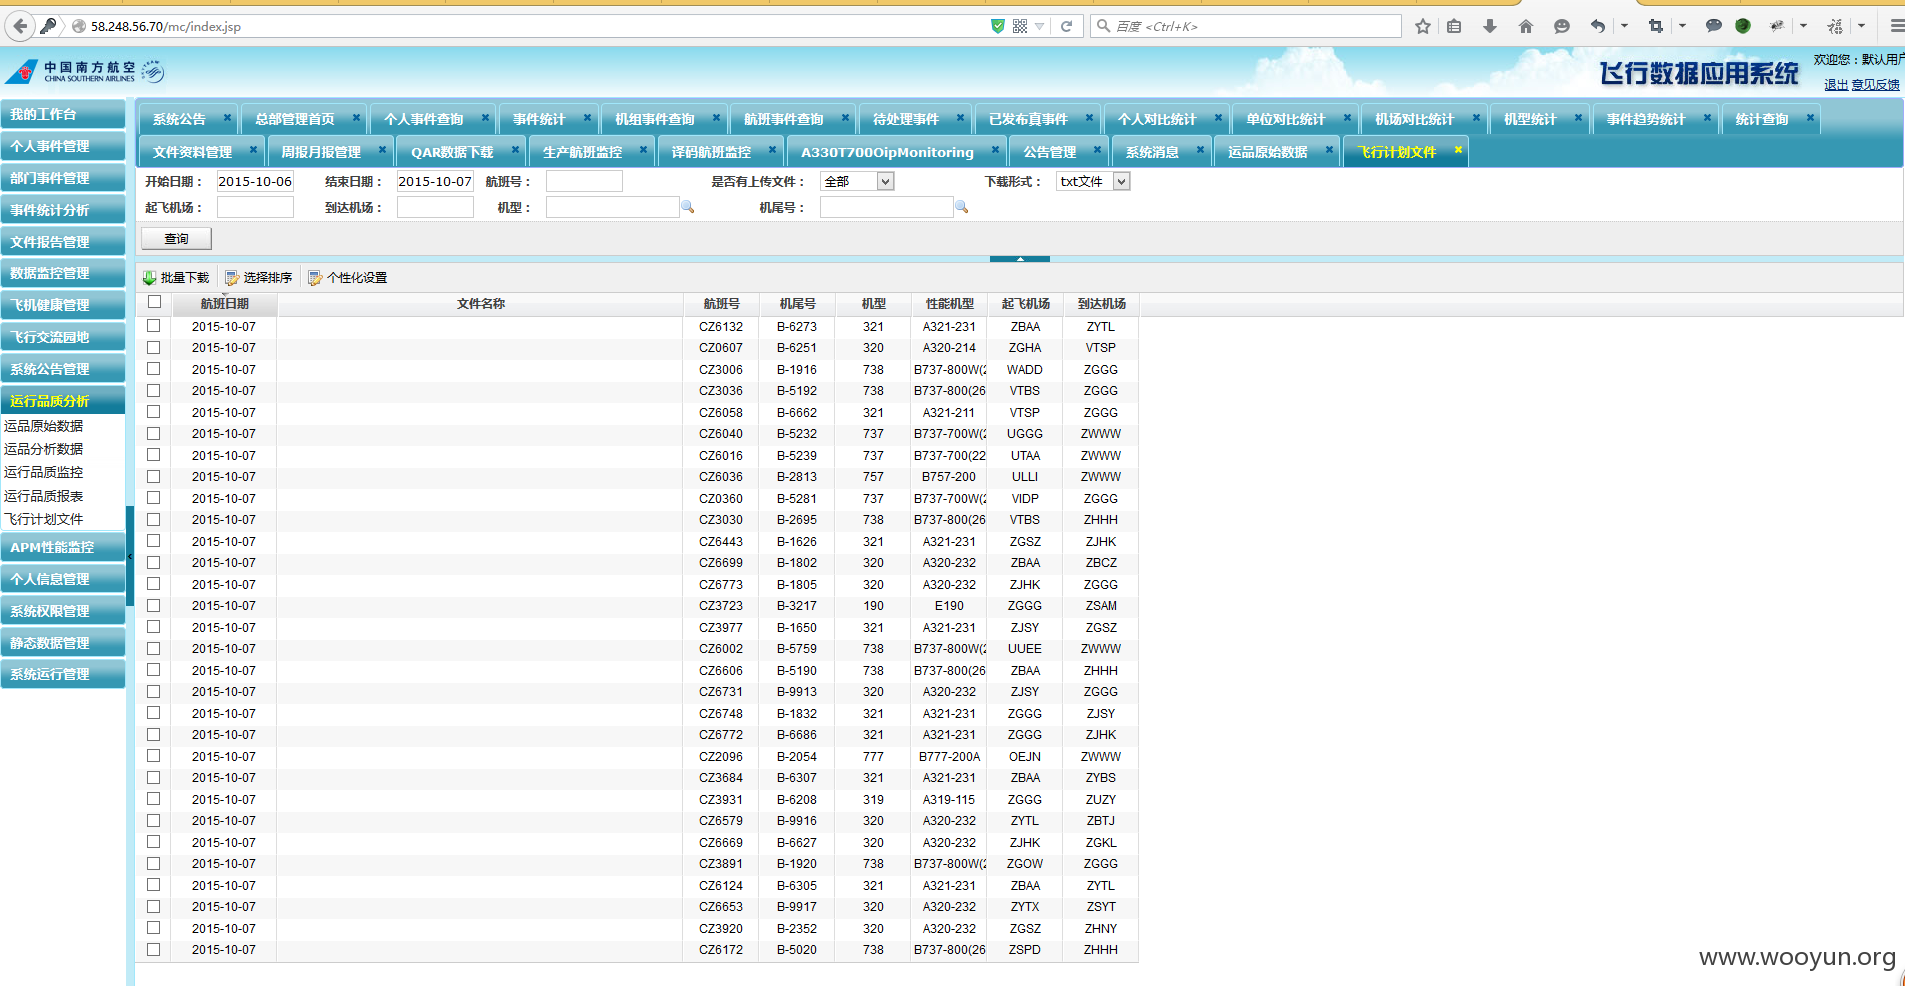 58.248.56.70/mc/index.jsp
百度 <Ctrl+K>
中国南方航空
CHINA SOUTHERN AIRLINES
飞行数据应用系统
欢迎您：默认用户
退出 意见反馈
我的工作台
个人事件管理
部门事件管理
事件统计分析
文件报告管理
数据监控管理
飞机健康管理
飞行交流园地
系统公告管理
运行品质分析
运品原始数据
运品分析数据
运行品质监控
运行品质报表
飞行计划文件
APM性能监控
个人信息管理
系统权限管理
静态数据管理
系统运行管理
系统公告 总部管理首页 个人事件查询 事件统计 机组事件查询 航班事件查询 待处理事件 已发布真事件 个人对比统计 单位对比统计 机场对比统计 机型统计 事件趋势统计 统计查询
文件资料管理 周报月报管理 QAR数据下载 生产航班监控 译码航班监控 A330T700OipMonitoring 公告管理 系统消息 运品原始数据 飞行计划文件
开始日期： 2015-10-06 结束日期： 2015-10-07 航班号： 是否有上传文件： 全部 下载形式： txt文件
起飞机场： 到达机场： 机型： 机尾号：
查询
批量下载 选择排序 个性化设置
航班日期 文件名称 航班号 机尾号 机型 性能机型 起飞机场 到达机场
2015-10-07 CZ6132 B-6273 321 A321-231 ZBAA ZYTL
2015-10-07 CZ0607 B-6251 320 A320-214 ZGHA VTSP
2015-10-07 CZ3006 B-1916 738 B737-800W(2 WADD ZGGG
2015-10-07 CZ3036 B-5192 738 B737-800(26 VTBS ZGGG
2015-10-07 CZ6058 B-6662 321 A321-211 VTSP ZGGG
2015-10-07 CZ6040 B-5232 737 B737-700W(2 UGGG ZWWW
2015-10-07 CZ6016 B-5239 737 B737-700(22 UTAA ZWWW
2015-10-07 CZ6036 B-2813 757 B757-200 ULLI ZWWW
2015-10-07 CZ0360 B-5281 737 B737-700W(2 VIDP ZGGG
2015-10-07 CZ3030 B-2695 738 B737-800(26 VTBS ZHHH
2015-10-07 CZ6443 B-1626 321 A321-231 ZGSZ ZJHK
2015-10-07 CZ6699 B-1802 320 A320-232 ZBAA ZBCZ
2015-10-07 CZ6773 B-1805 320 A320-232 ZJHK ZGGG
2015-10-07 CZ3723 B-3217 190 E190 ZGGG ZSAM
2015-10-07 CZ3977 B-1650 321 A321-231 ZJSY ZGSZ
2015-10-07 CZ6002 B-5759 738 B737-800W(2 UUEE ZWWW
2015-10-07 CZ6606 B-5190 738 B737-800(26 ZBAA ZHHH
2015-10-07 CZ6731 B-9913 320 A320-232 ZJSY ZGGG
2015-10-07 CZ6748 B-1832 321 A321-231 ZGGG ZJSY
2015-10-07 CZ6772 B-6686 321 A321-231 ZGGG ZJHK
2015-10-07 CZ2096 B-2054 777 B777-200A OEJN ZWWW
2015-10-07 CZ3684 B-6307 321 A321-231 ZBAA ZYBS
2015-10-07 CZ3931 B-6208 319 A319-115 ZGGG ZUZY
2015-10-07 CZ6579 B-9916 320 A320-232 ZYTL ZBTJ
2015-10-07 CZ6669 B-6627 320 A320-232 ZJHK ZGKL
2015-10-07 CZ3891 B-1920 738 B737-800W(2 ZGOW ZGGG
2015-10-07 CZ6124 B-6305 321 A321-231 ZBAA ZYTL
2015-10-07 CZ6653 B-9917 320 A320-232 ZYTX ZSYT
2015-10-07 CZ3920 B-2352 320 A320-232 ZGSZ ZHNY
2015-10-07 CZ6172 B-5020 738 B737-800(26 ZSPD ZHHH
www.wooyun.org